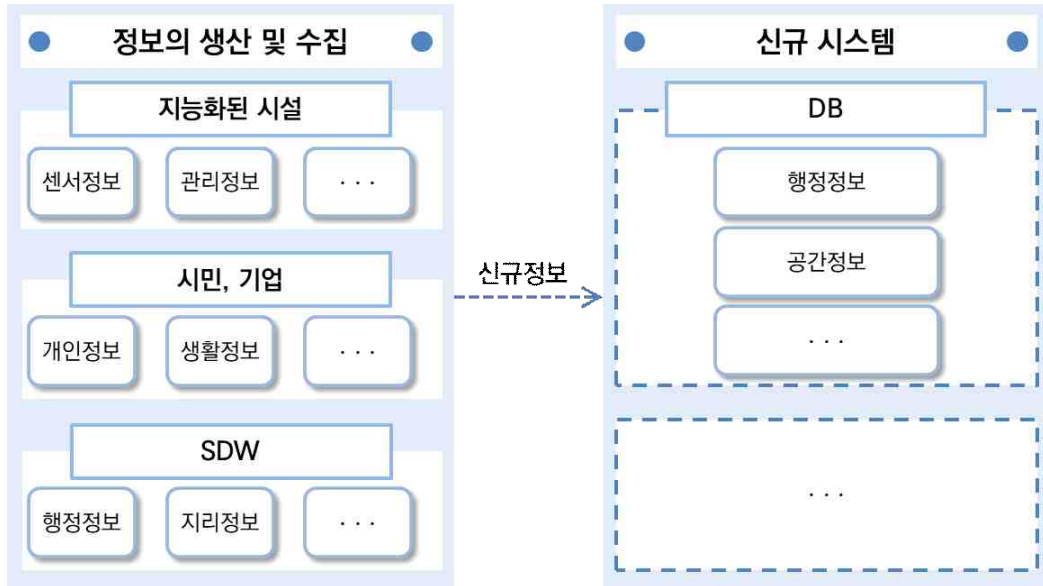 정보의 생산 및 수집
지능화된 시설
센서정보 관리정보 ...
시민, 기업
개인정보 생활정보 ...
SDW
행정정보 지리정보 ...
신규정보
신규 시스템
DB
행정정보
공간정보
...
...